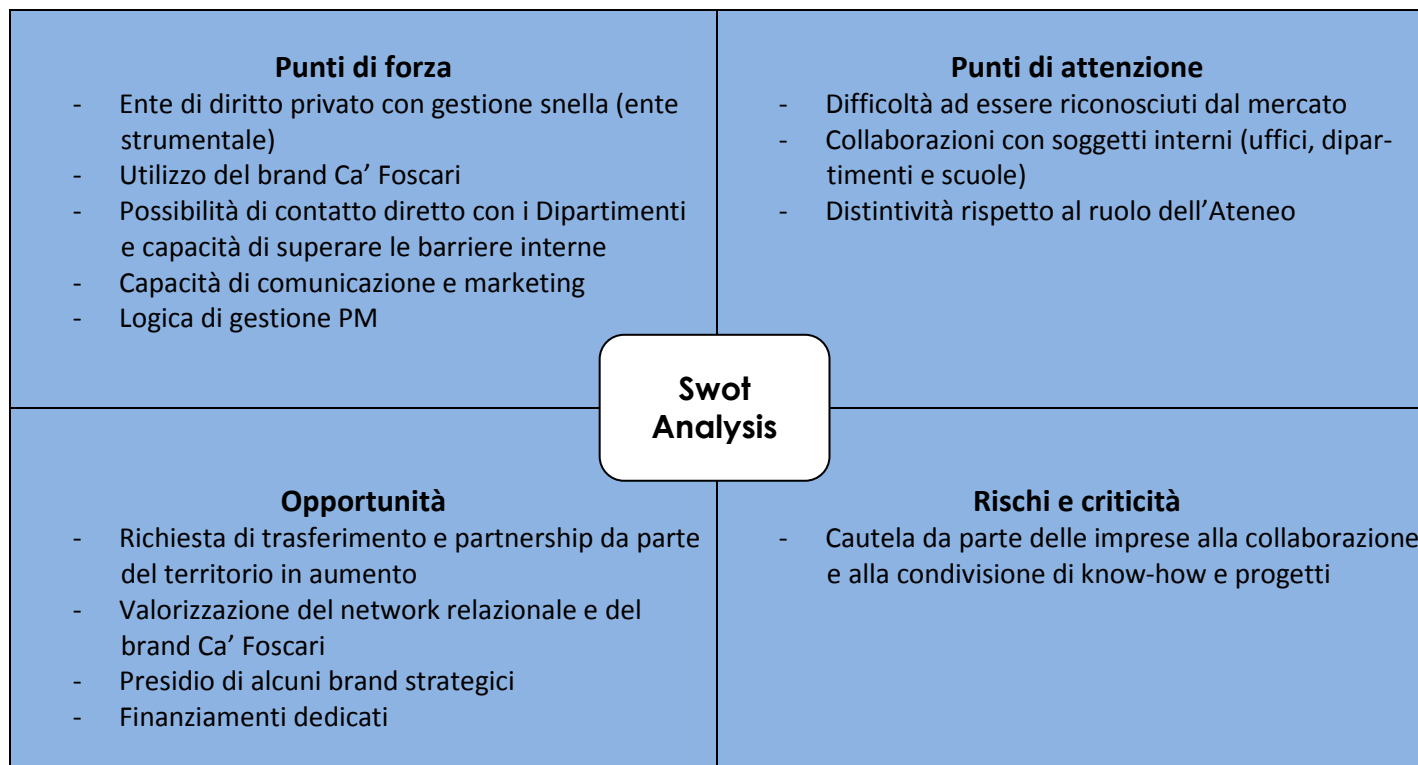 Punti di forza
- Ente di diritto privato con gestione snella (ente
strumentale)
- Utilizzo del brand Ca’ Foscari
- Possibilità di contatto diretto con i Dipartimenti
e capacità di superare le barriere interne
- Capacità di comunicazione e marketing
- Logica di gestione PM
Punti di attenzione
- Difficoltà ad essere riconosciuti dal mercato
- Collaborazioni con soggetti interni (uffici, dipar-
timenti e scuole)
- Distintività rispetto al ruolo dell’Ateneo
Swot
Analysis
Opportunità
- Richiesta di trasferimento e partnership da parte
del territorio in aumento
- Valorizzazione del network relazionale e del
brand Ca’ Foscari
- Presidio di alcuni brand strategici
- Finanziamenti dedicati
Rischi e criticità
- Cautela da parte delle imprese alla collaborazione
e alla condivisione di know-how e progetti